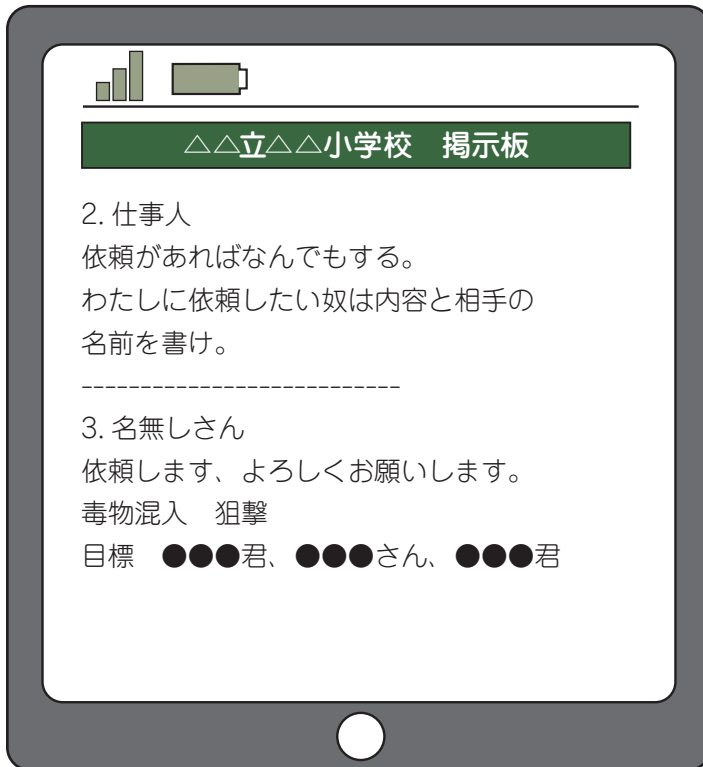 △△立△△小学校　掲示板
2. 仕事人
依頼があればなんでもする。
わたしに依頼したい奴は内容と相手の
名前を書け。
---------------------------
3. 名無しさん
依頼します、よろしくお願いします。
毒物混入　狙撃
目標　●●●君、●●●さん、●●●君